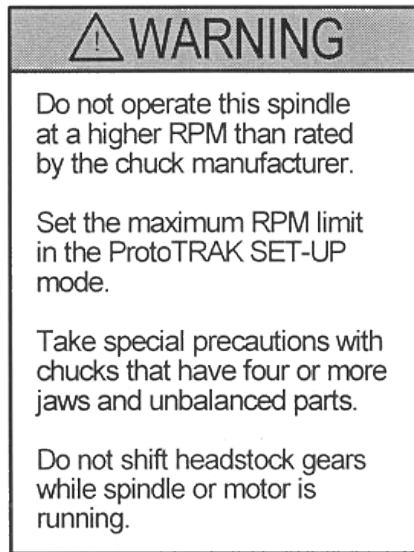 WARNING
Do not operate this spindle
at a higher RPM than rated
by the chuck manufacturer.
Set the maximum RPM limit
in the ProtoTRAK SET-UP
mode.
Take special precautions with
chucks that have four or more
jaws and unbalanced parts.
Do not shift headstock gears
while spindle or motor is
running.